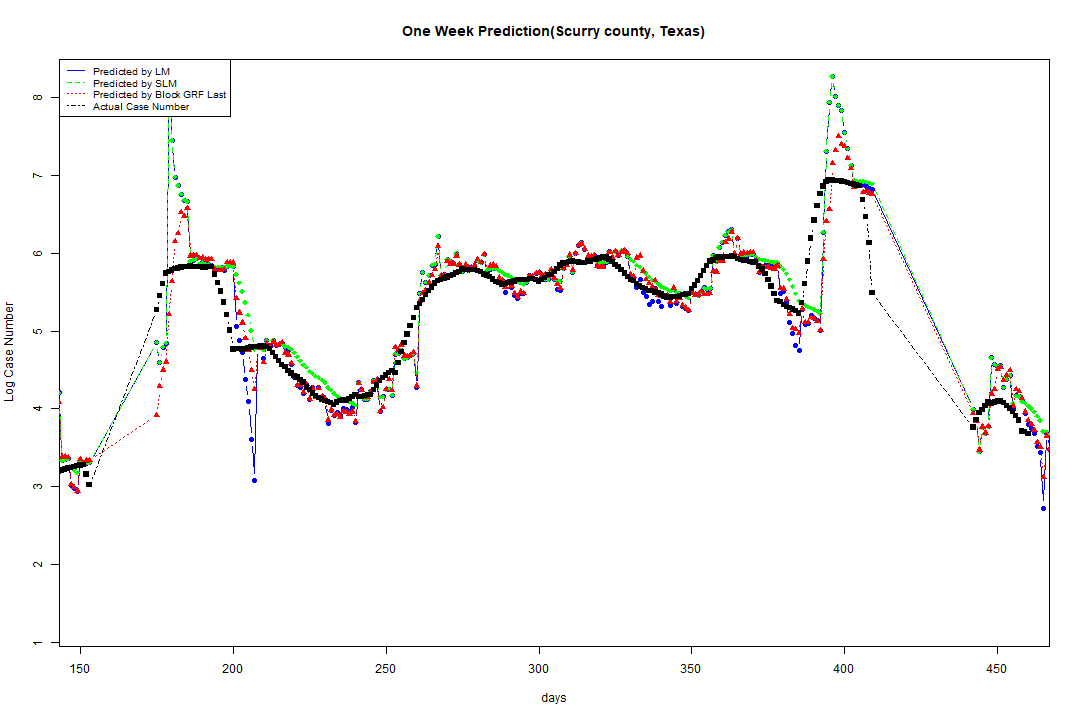 One Week Prediction(Scurry county, Texas)
Predicted by LM
Predicted by SLM
Predicted by Block GRF Last
Actual Case Number
Log Case Number
8
7
6
5
4
3
2
1
150 200 250 300 350 400 450
days